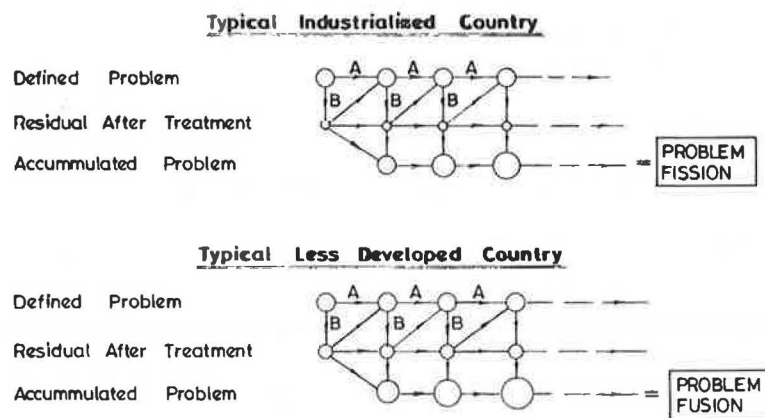 Typical Industrialized Country
A A A
Defined Problem
B B B
Residual After Treatment
Accummulated Problem
= PROBLEM
FISSION
Typical Less Developed Country
A A A
Defined Problem
B B B
Residual After Treatment
Accummulated Problem
= PROBLEM
FUSION